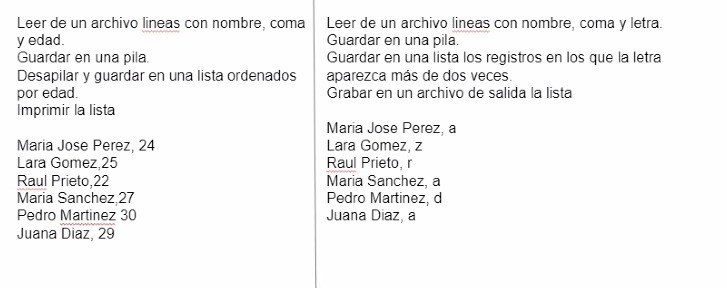 Leer de un archivo lineas con nombre, coma
y edad.
Guardar en una pila.
Desapilar y guardar en una lista ordenados
por edad.
Imprimir la lista
Maria Jose Perez, 24
Lara Gomez,25
Raul Prieto,22
Maria Sanchez,27
Pedro Martinez 30
Juana Diaz, 29
Leer de un archivo lineas con nombre, coma y letra.
Guardar en una pila.
Guardar en una lista los registros en los que la letra
aparezca más de dos veces.
Grabar en un archivo de salida la lista
Maria Jose Perez, a
Lara Gomez, z
Raul Prieto, r
Maria Sanchez, a
Pedro Martinez, d
Juana Diaz, a